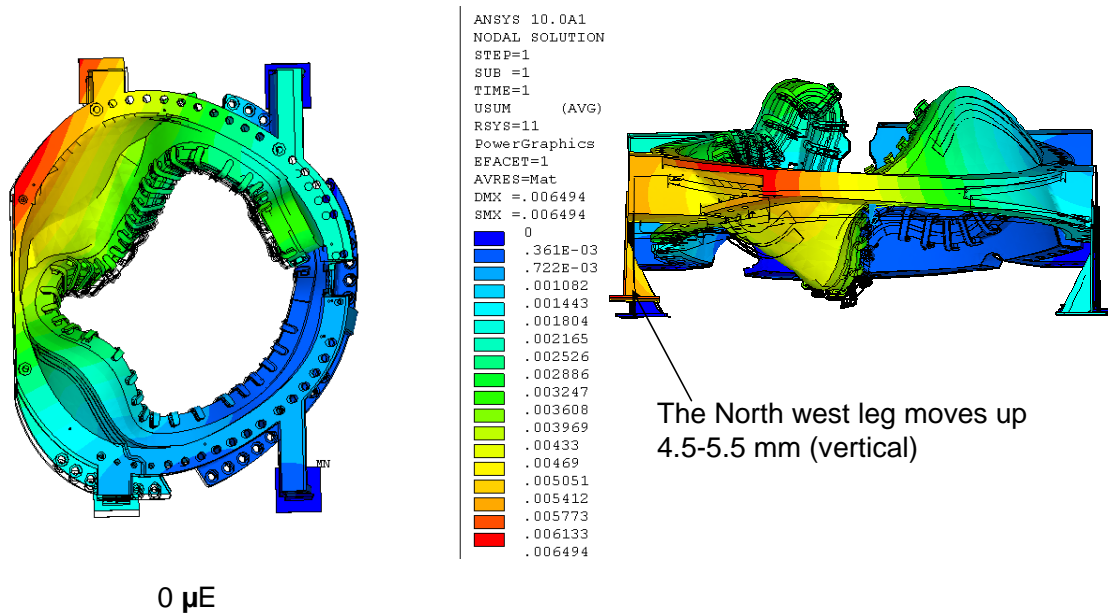 ANSYS 10.0A1
NODAL SOLUTION
STEP=1
SUB =1
TIME=1
USUM (AVG)
RSYS=11
PowerGraphics
EFACET=1
AVRES=Mat
DMX =.006494
SMX =.006494
0
.361E-03
.722E-03
.001082
.001443
.001804
.002165
.002526
.002886
.003247
.003608
.003969
.00433
.00469
.005051
.005412
.005773
.006133
.006494
MN
The North west leg moves up
4.5-5.5 mm (vertical)
0 µE